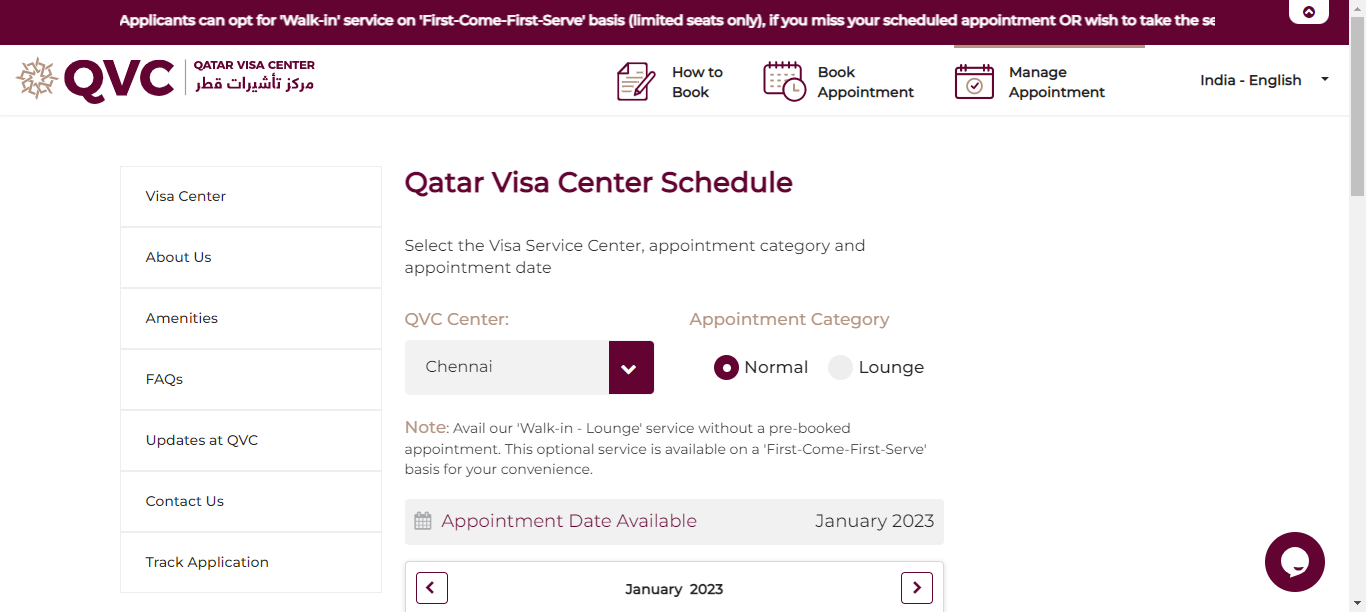 Applicants can opt for 'Walk-in' service on 'First-Come-First-Serve' basis (limited seats only), if you miss your scheduled appointment OR wish to take the se
QVC
QATAR VISA CENTER
مركز تأشيرات قطر
How to
Book
Book
Appointment
Manage
Appointment
India - English
Visa Center
About Us
Amenities
FAQs
Updates at QVC
Contact Us
Track Application
Qatar Visa Center Schedule
Select the Visa Service Center, appointment category and
appointment date
QVC Center:
Appointment Category
Chennai
Normal
Lounge
Note: Avail our 'Walk-in - Lounge' service without a pre-booked
appointment. This optional service is available on a 'First-Come-First-Serve'
basis for your convenience.
Appointment Date Available
January 2023
January 2023